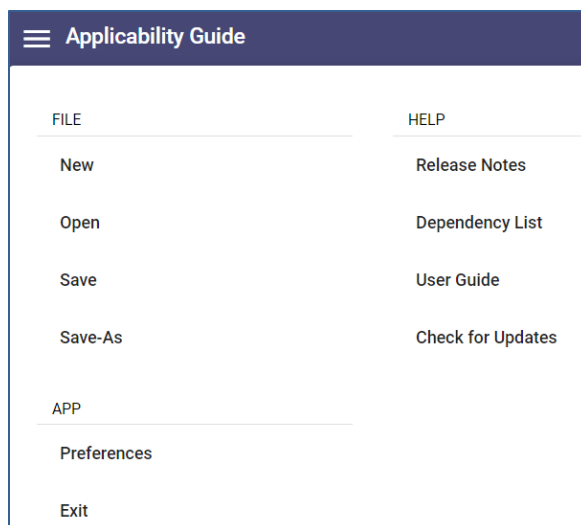 Applicability Guide
FILE
New
Open
Save
Save-As
APP
Preferences
Exit
HELP
Release Notes
Dependency List
User Guide
Check for Updates